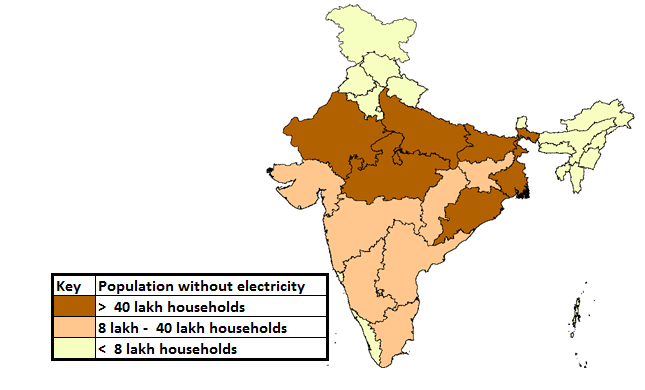 Key Population without electricity
> 40 lakh households
8 lakh - 40 lakh households
< 8 lakh households